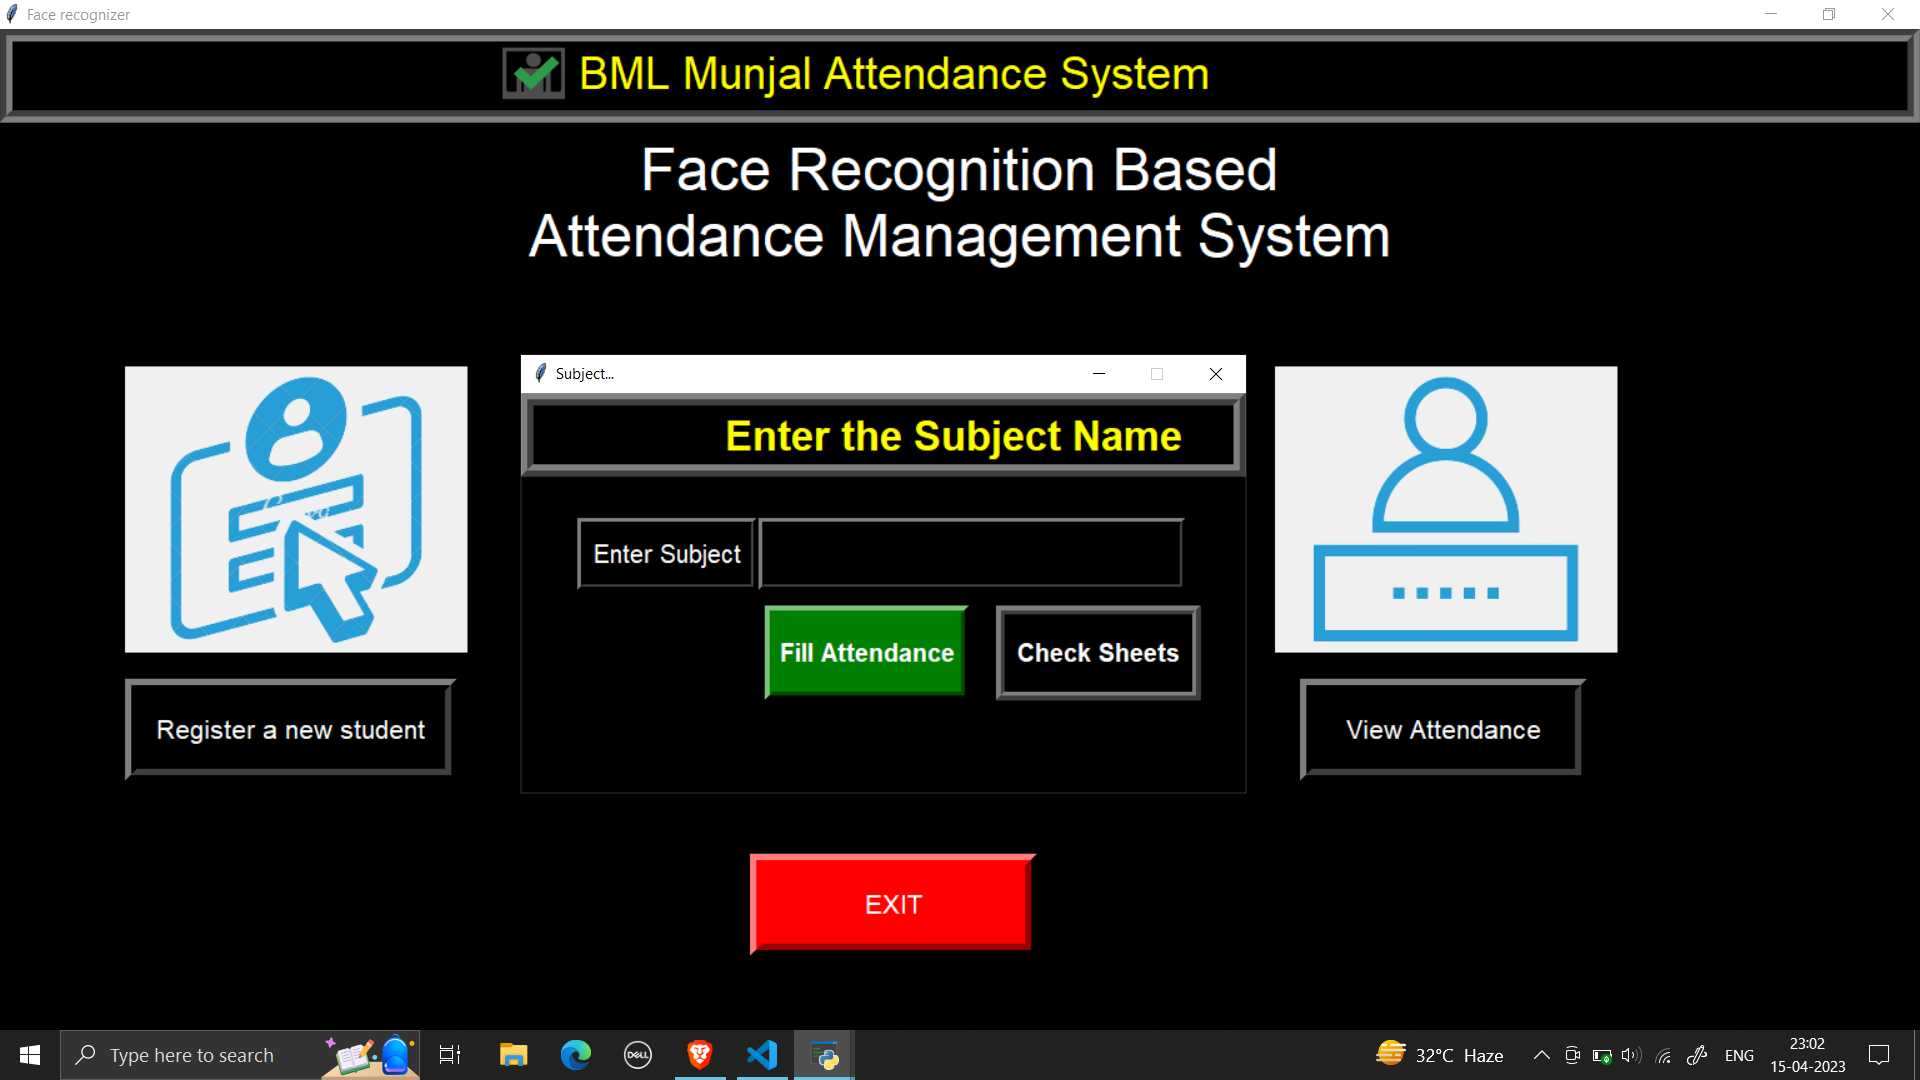 Face recognizer
BML Munjal Attendance System
Face Recognition Based
Attendance Management System
Subject...
Enter the Subject Name
Enter Subject
Fill Attendance
Check Sheets
Register a new student
View Attendance
EXIT
Type here to search
DELL
32°C Haze
ENG
23:02
15-04-2023